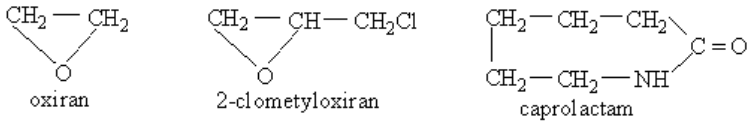 CH₂ — CH₂
O
oxiran
CH₂ — CH — CH₂Cl
O
2-clometyloxiran
CH₂ — CH₂ — CH₂
C = O
CH₂ — CH₂ — NH
caprolactam